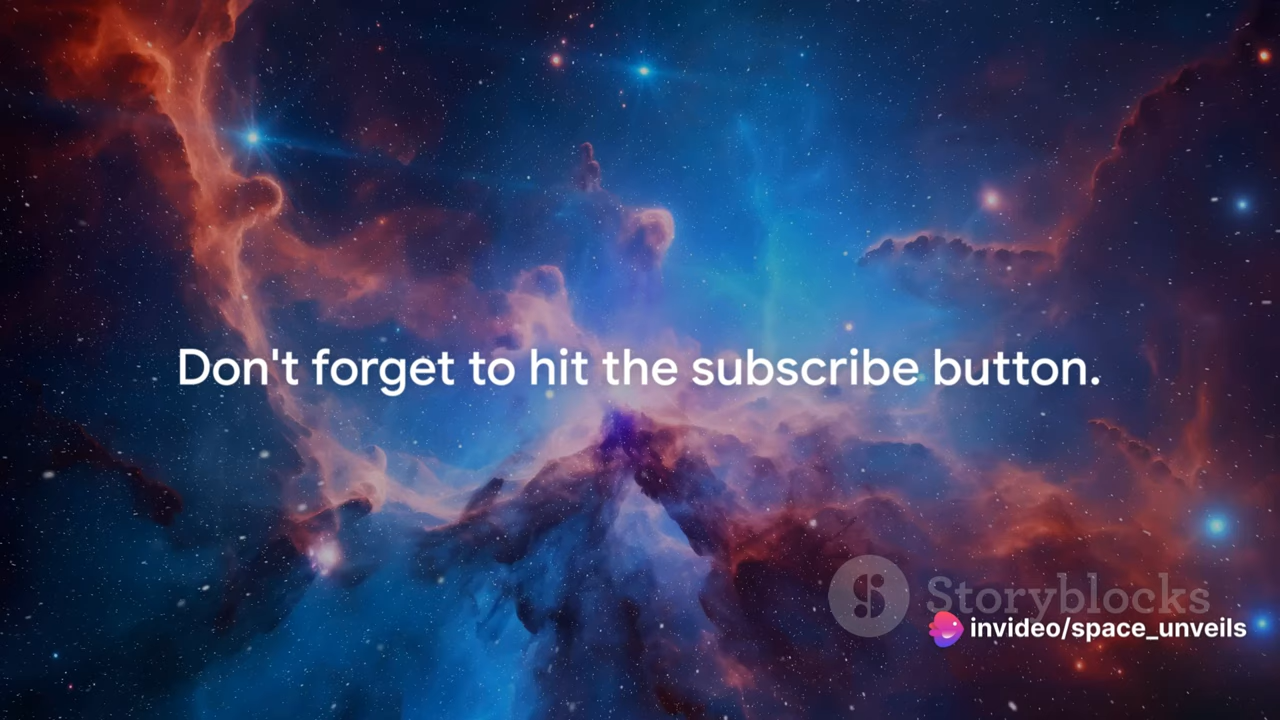 Don't forget to hit the subscribe button.
Storyblocks
invideo/space_unveils